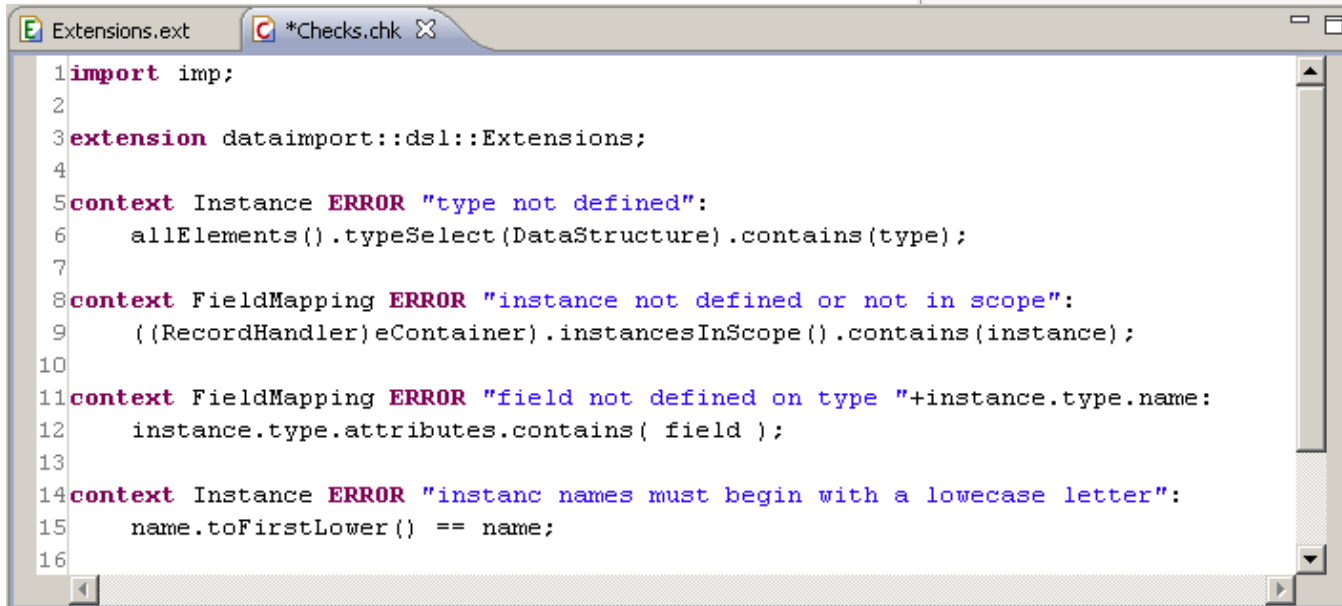 Extensions.ext *Checks.chk
1 import imp;
2
3 extension dataimport::dsl::Extensions;
4
5 context Instance ERROR "type not defined":
6 allElements().typeSelect(DataStructure).contains(type);
7
8 context FieldMapping ERROR "instance not defined or not in scope":
9 ((RecordHandler)eContainer).instancesInScope().contains(instance);
10
11 context FieldMapping ERROR "field not defined on type "+instance.type.name:
12 instance.type.attributes.contains( field );
13
14 context Instance ERROR "instanc names must begin with a lowecase letter":
15 name.toFirstLower() == name;
16